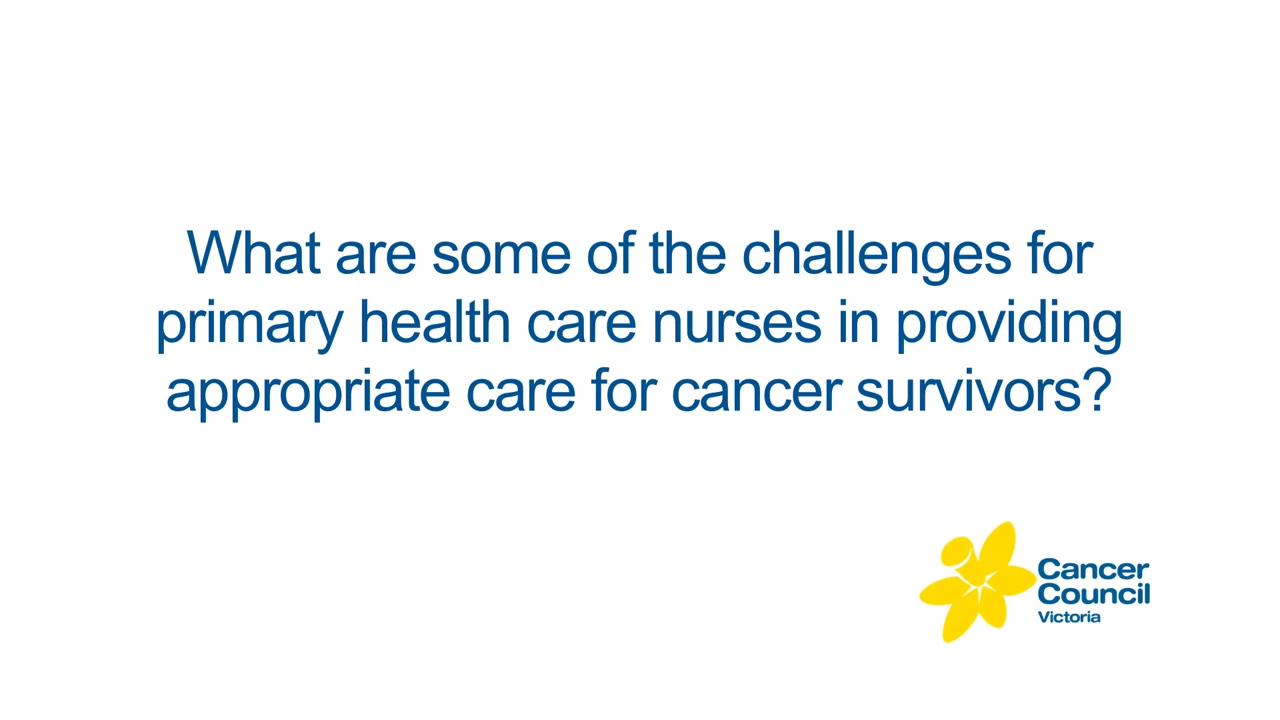 What are some of the challenges for
primary health care nurses in providing
appropriate care for cancer survivors?
Cancer
Council
Victoria